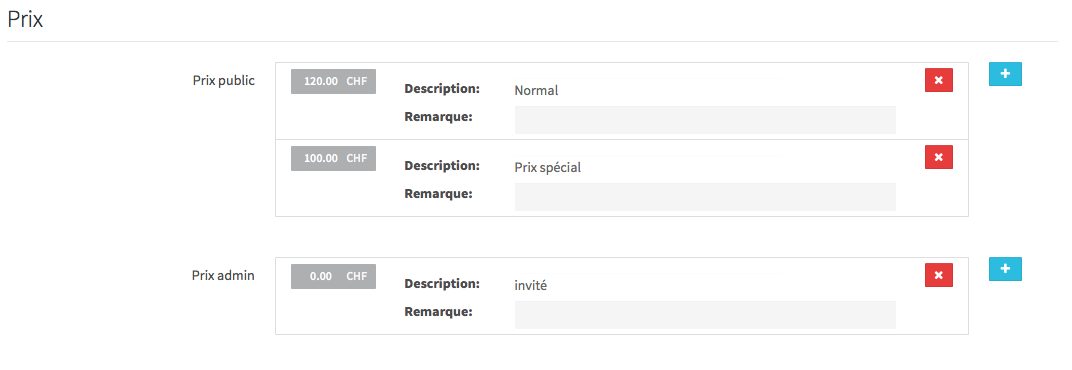 Prix
Prix public
120.00 CHF
Description: Normal
Remarque:
100.00 CHF
Description: Prix spécial
Remarque:
Prix admin
0.00 CHF
Description: invité
Remarque: